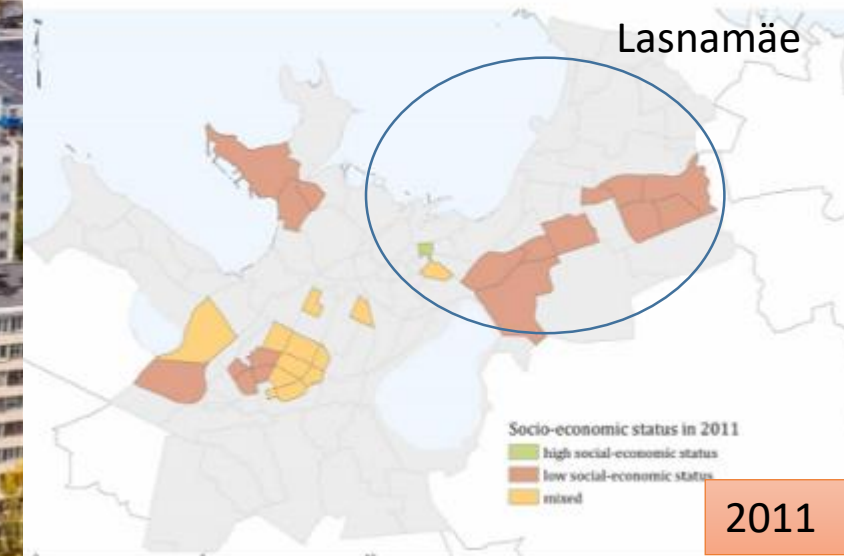 Lasnamäe
Socio-economic status in 2011
high social-economic status
low social-economic status
mixed
2011